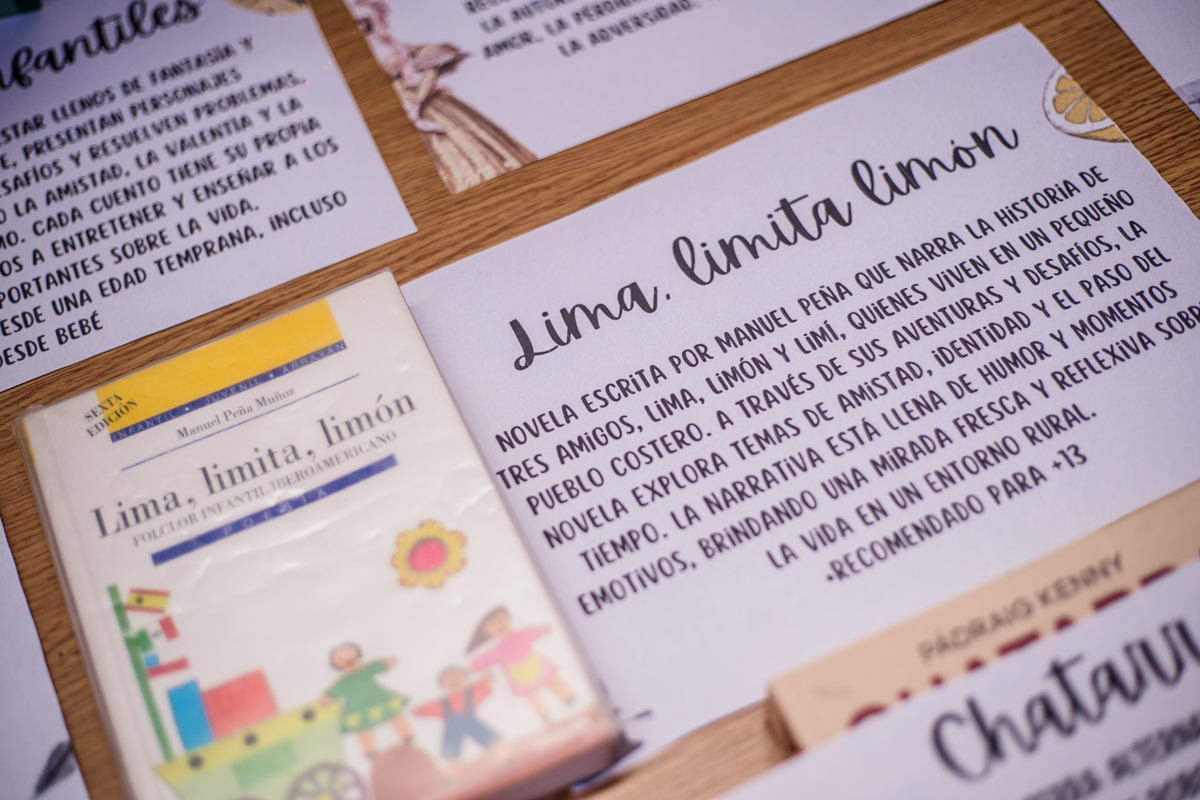 STAR LLENOS DE FANTASÍA Y
E, PRESENTAN PERSONAJES
SAFÍOS Y RESUELVEN PROBLEMAS.
O LA AMISTAD, LA VALENTÍA Y LA
MO. CADA CUENTO TIENE SU PROPIA
OS A ENTRETENER Y ENSEÑAR A LOS
PORTANTES SOBRE LA VIDA.
ESDE UNA EDAD TEMPRANA, INCLUSO
DESDE BEBÉ
LA AUTORA
AMOR, LA PÉRDIDA
LA ADVERSIDAD.
Lima, limita limón
NOVELA ESCRITA POR MANUEL PEÑA QUE NARRA LA HISTORIA DE
TRES AMIGOS, LIMA, LIMÓN Y LIMÍ, QUIENES VIVEN EN UN PEQUEÑO
PUEBLO COSTERO. A TRAVÉS DE SUS AVENTURAS Y DESAFÍOS, LA
NOVELA EXPLORA TEMAS DE AMISTAD, IDENTIDAD Y EL PASO DEL
TIEMPO. LA NARRATIVA ESTÁ LLENA DE HUMOR Y MOMENTOS
EMOTIVOS, BRINDANDO UNA MIRADA FRESCA Y REFLEXIVA SOBR
LA VIDA EN UN ENTORNO RURAL.
•RECOMENDADO PARA +13
SEXTA
EDICIÓN
INFANTIL • JUVENIL • ARRAYÁN
Manuel Peña Muñoz
Lima, limita, limón
FOLCLOR INFANTIL IBEROAMERICANO
POESÍA
PÁDRAIG KENNY
Chatarr